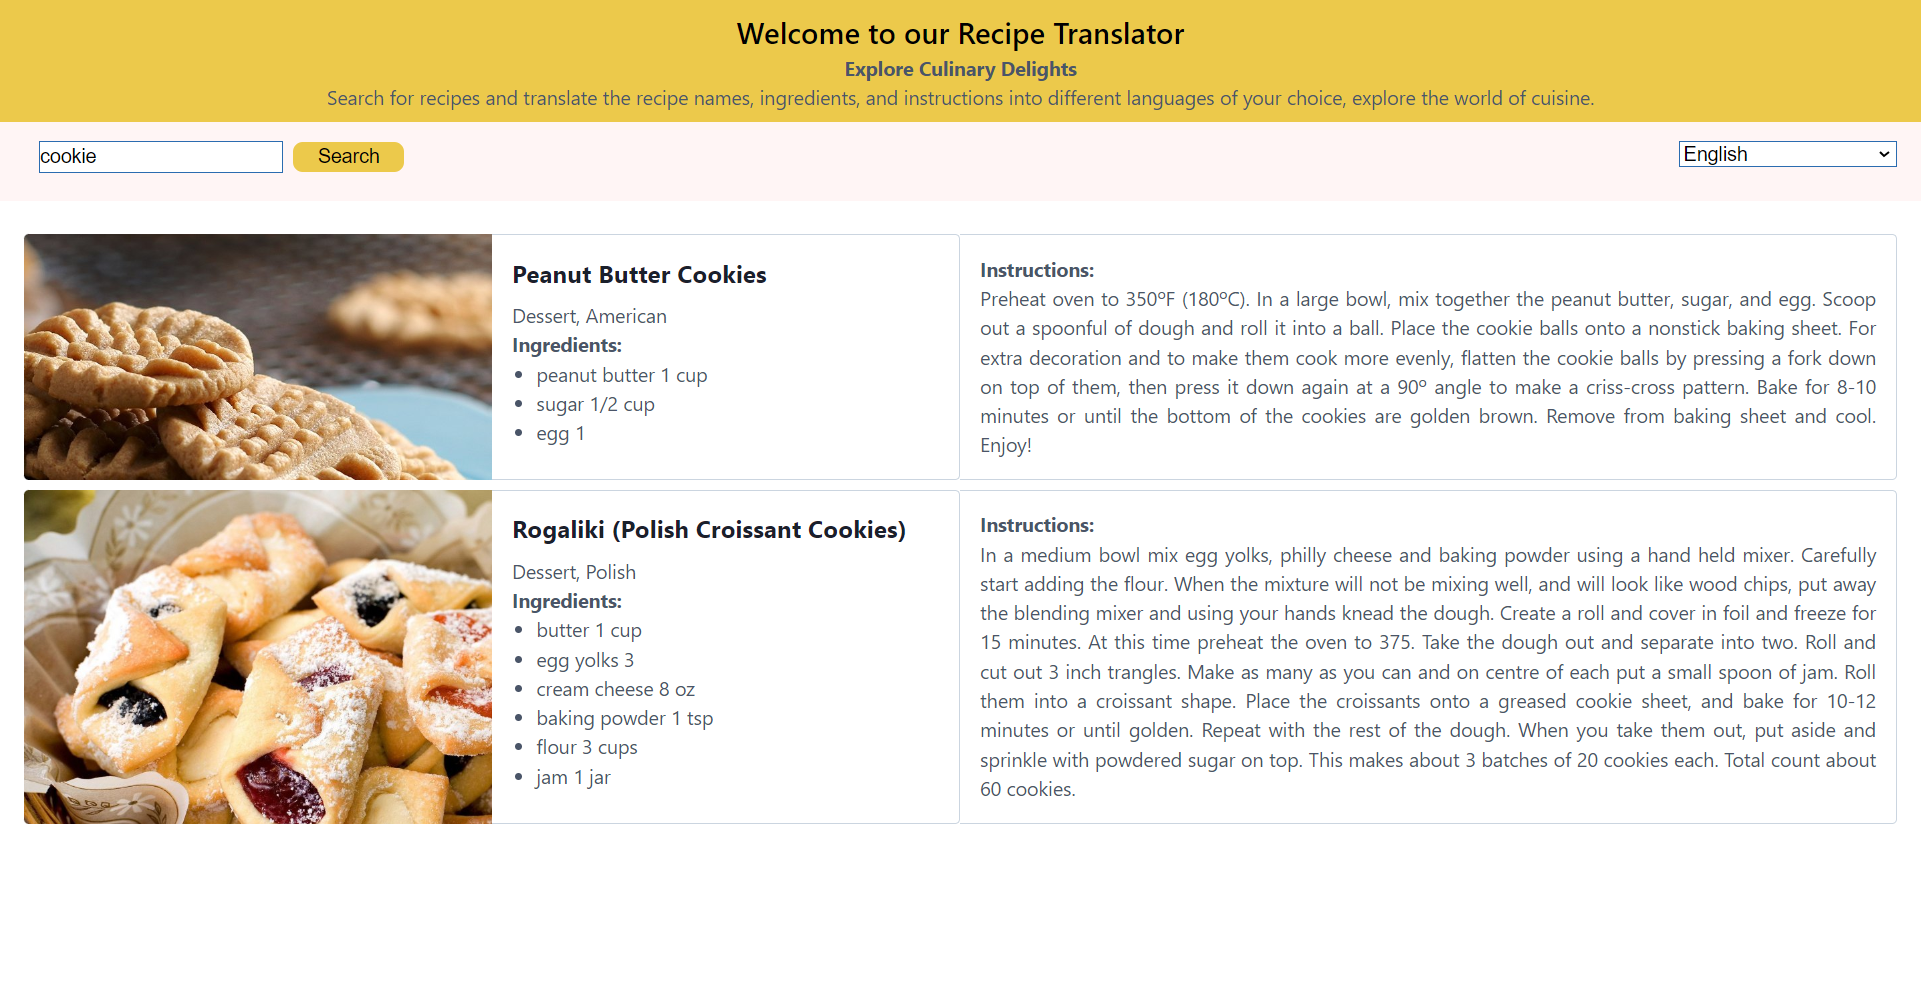 Welcome to our Recipe Translator
Explore Culinary Delights
Search for recipes and translate the recipe names, ingredients, and instructions into different languages of your choice, explore the world of cuisine.
cookie
Search
English
Peanut Butter Cookies
Dessert, American
Ingredients:
peanut butter 1 cup
sugar 1/2 cup
egg 1
Instructions:
Preheat oven to 350ºF (180ºC). In a large bowl, mix together the peanut butter, sugar, and egg. Scoop
out a spoonful of dough and roll it into a ball. Place the cookie balls onto a nonstick baking sheet. For
extra decoration and to make them cook more evenly, flatten the cookie balls by pressing a fork down
on top of them, then press it down again at a 90º angle to make a criss-cross pattern. Bake for 8-10
minutes or until the bottom of the cookies are golden brown. Remove from baking sheet and cool.
Enjoy!
Rogaliki (Polish Croissant Cookies)
Dessert, Polish
Ingredients:
butter 1 cup
egg yolks 3
cream cheese 8 oz
baking powder 1 tsp
flour 3 cups
jam 1 jar
Instructions:
In a medium bowl mix egg yolks, philly cheese and baking powder using a hand held mixer. Carefully
start adding the flour. When the mixture will not be mixing well, and will look like wood chips, put away
the blending mixer and using your hands knead the dough. Create a roll and cover in foil and freeze for
15 minutes. At this time preheat the oven to 375. Take the dough out and separate into two. Roll and
cut out 3 inch trangles. Make as many as you can and on centre of each put a small spoon of jam. Roll
them into a croissant shape. Place the croissants onto a greased cookie sheet, and bake for 10-12
minutes or until golden. Repeat with the rest of the dough. When you take them out, put aside and
sprinkle with powdered sugar on top. This makes about 3 batches of 20 cookies each. Total count about
60 cookies.